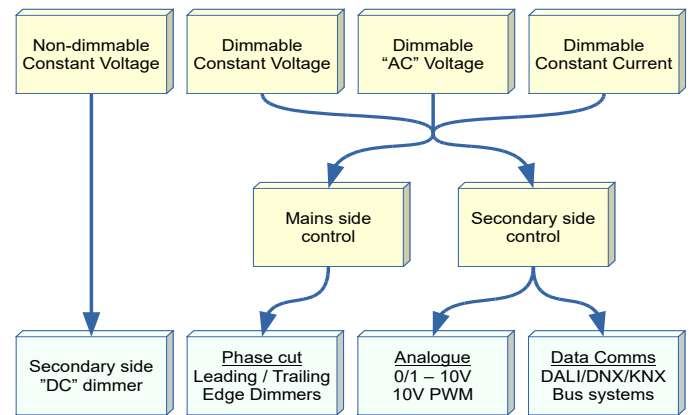 Non-dimmable
Constant Voltage
Dimmable
Constant Voltage
Dimmable
“AC” Voltage
Dimmable
Constant Current
Mains side
control
Secondary side
control
Secondary side
”DC” dimmer
Phase cut
Leading / Trailing
Edge Dimmers
Analogue
0/1 – 10V
10V PWM
Data Comms
DALI/DNX/KNX
Bus systems